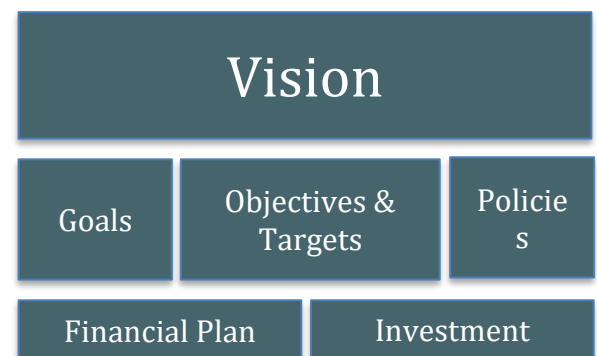 Vision
Goals
Objectives &
Targets
Policie
s
Financial Plan
Investment